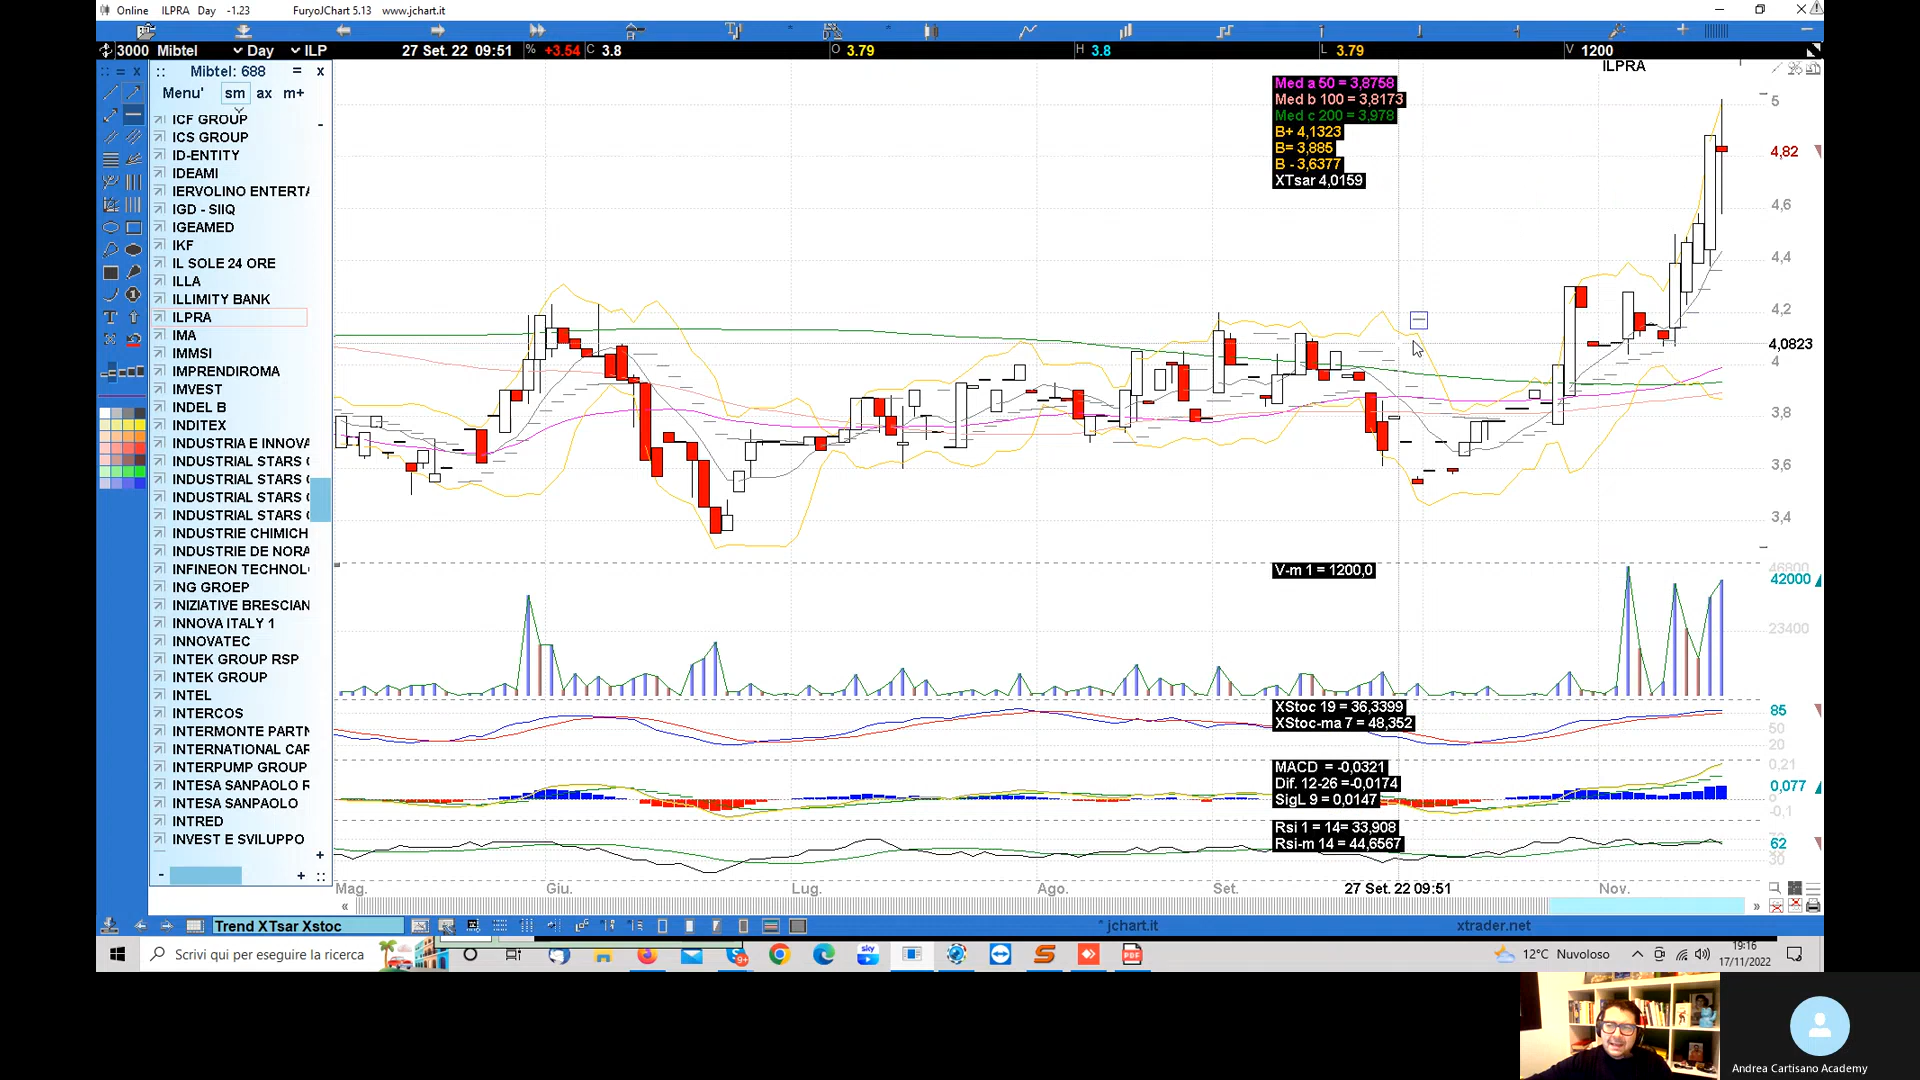 Online ILPRA Day -1.23 FuryoJChart 5.13 www.jchart.it
3000 Mibtel Day ILP 27 Set. 22 09:51 % +3.54 C 3.8 O 3.79 H 3.8 L 3.79 V 1200
Mibtel: 688 = x
Menu' sm ax m+
ICF GROUP
ICS GROUP
ID-ENTITY
IDEAMI
IERVOLINO ENTERTA
IGD - SIIQ
IGEAMED
IKF
IL SOLE 24 ORE
ILLA
ILLIMITY BANK
ILPRA
IMA
IMMSI
IMPRENDIROMA
IMVEST
INDEL B
INDITEX
INDUSTRIA E INNOVA
INDUSTRIAL STARS
INDUSTRIAL STARS
INDUSTRIAL STARS
INDUSTRIAL STARS
INDUSTRIE CHIMICH
INDUSTRIE DE NORA
INFINEON TECHNOL
ING GROEP
INIZIATIVE BRESCIAN
INNOVA ITALY 1
INNOVATEC
INTEK GROUP RSP
INTEK GROUP
INTEL
INTERCOS
INTERMONTE PARTN
INTERNATIONAL CAR
INTERPUMP GROUP
INTESA SANPAOLO R
INTESA SANPAOLO
INTRED
INVEST E SVILUPPO
ILPRA
Med a 50 = 3,8758
Med b 100 = 3,8173
Med c 200 = 3,978
B+ 4,1323
B= 3,885
B - 3,6377
XTsar 4,0159
5
4,82
4,6
4,4
4,2
4,0823
4
3,8
3,6
3,4
V-m 1 = 1200,0
46800
42000
23400
XStoc 19 = 36,3399
XStoc-ma 7 = 48,352
85
50
20
MACD = -0,0321
Dif. 12-26 =-0,0174
SigL 9 = 0,0147
0,21
0,077
0
-0,1
Rsi 1 = 14= 33,908
Rsi-m 14 = 44,6567
62
30
Mag. Giu. Lug. Ago. Set. 27 Set. 22 09:51 Nov.
Trend XTsar Xstoc
* jchart.it
xtrader.net
Scrivi qui per eseguire la ricerca
12°C Nuvoloso
19:16
17/11/2022
Andrea Cartisano Academy